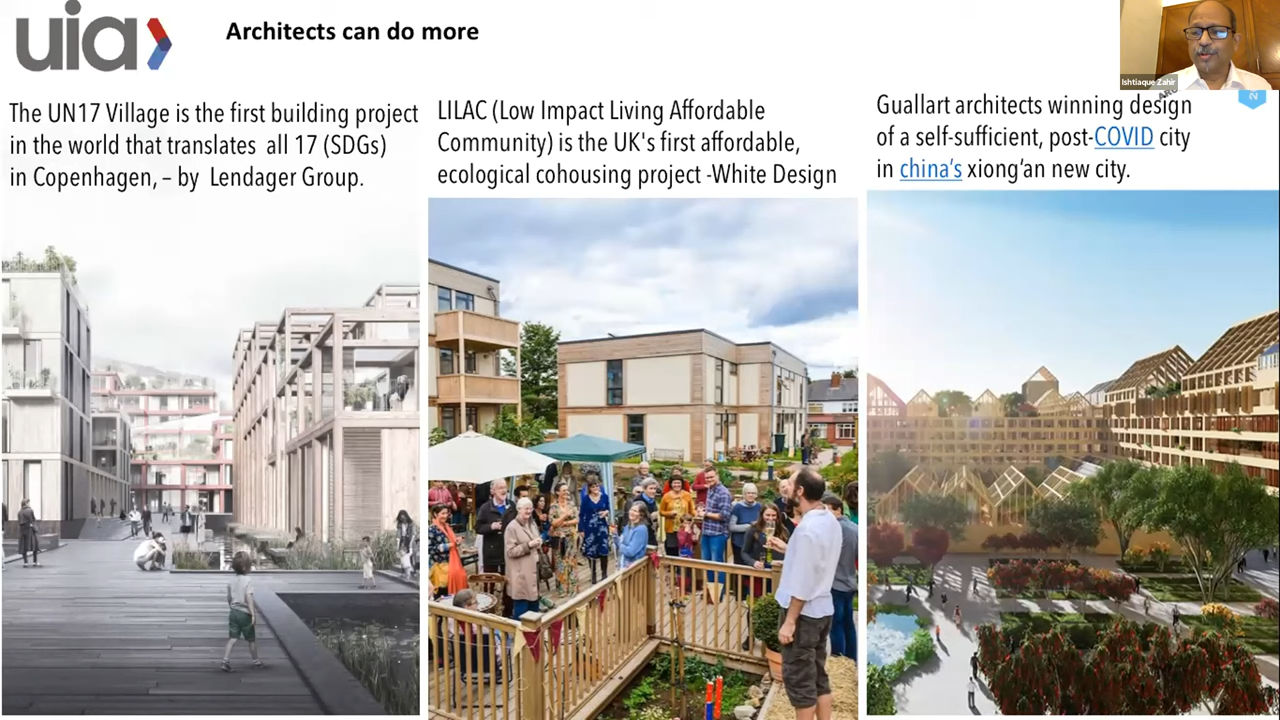 uia
Architects can do more
Ishtiaque Zahir
The UN17 Village is the first building project
in the world that translates all 17 (SDGs)
in Copenhagen, – by Lendager Group.
LILAC (Low Impact Living Affordable
Community) is the UK's first affordable,
ecological cohousing project -White Design
Guallart architects winning design
of a self-sufficient, post-COVID city
in china's xiong'an new city.